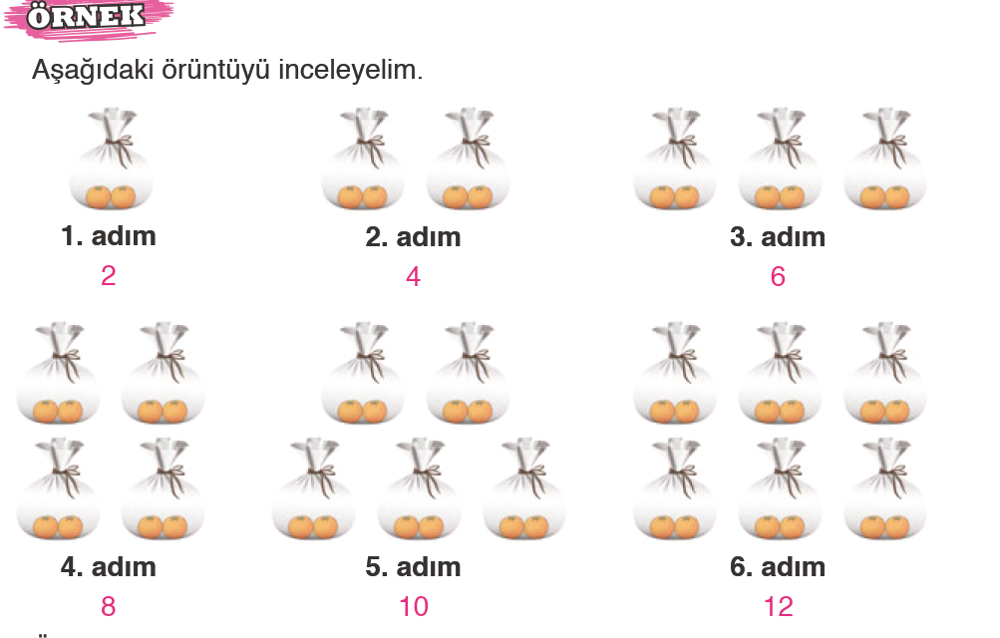 ÖRNEK
Aşağıdaki örüntüyü inceleyelim.
1. adım 2. adım 3. adım
2 4 6
4. adım 5. adım 6. adım
8 10 12